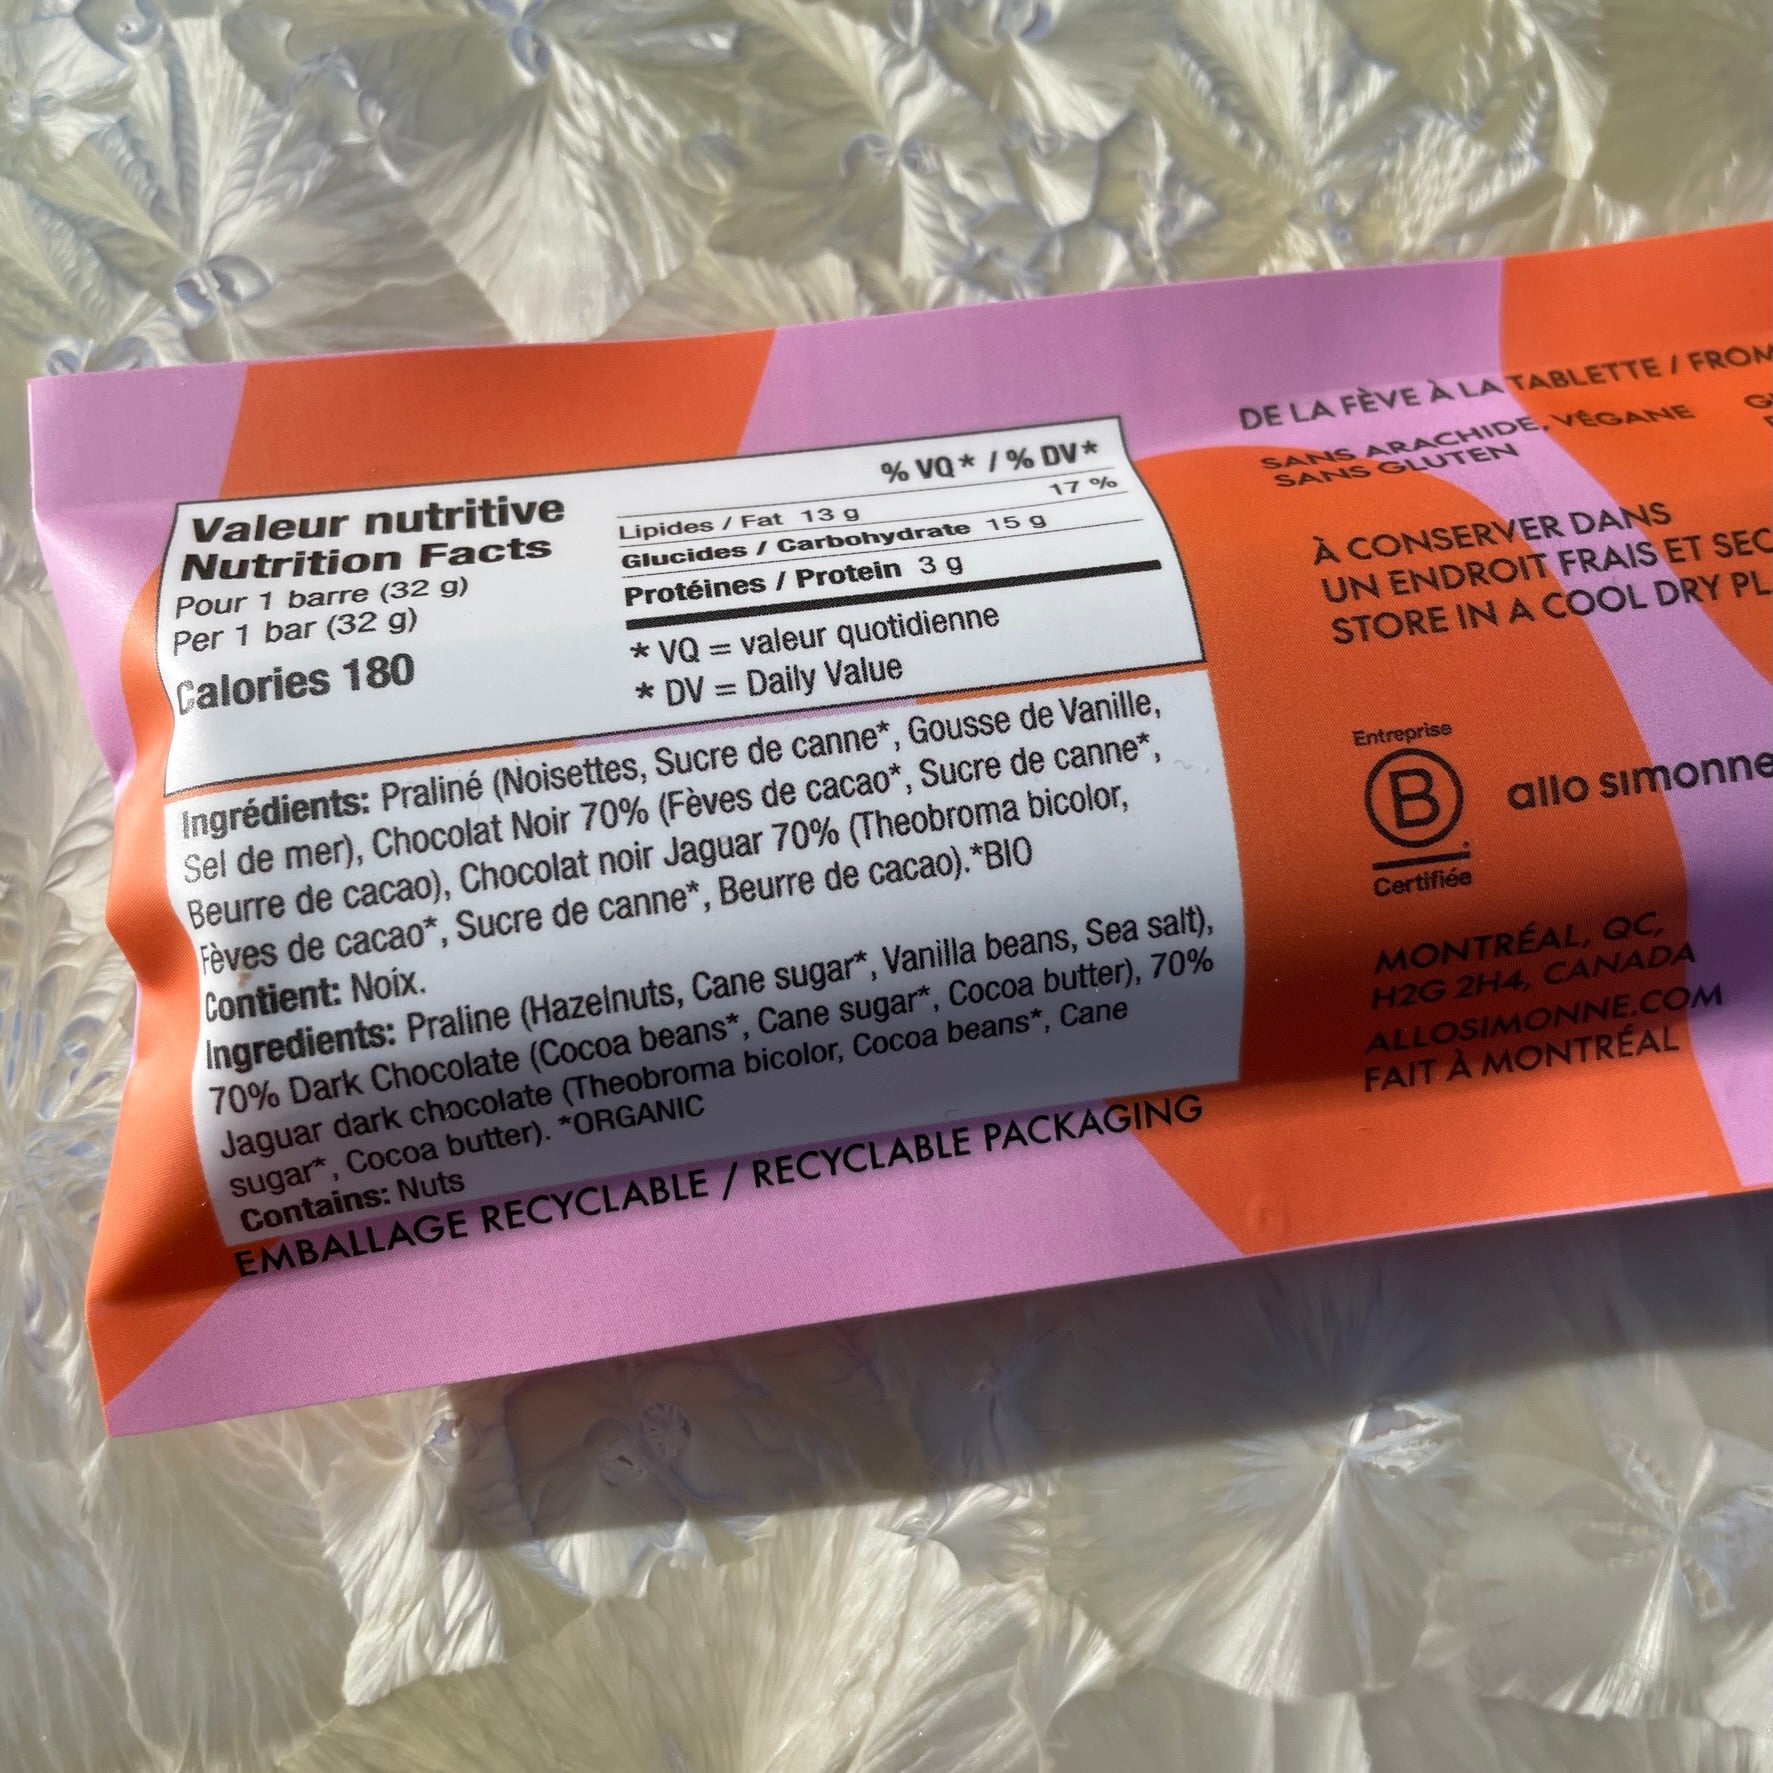 Valeur nutritive
Nutrition Facts
Pour 1 barre (32 g)
Per 1 bar (32 g)
Calories 180
% VQ* / % DV*
Lipides / Fat 13 g 17 %
Glucides / Carbohydrate 15 g
Protéines / Protein 3 g
* VQ = valeur quotidienne
* DV = Daily Value
Ingrédients: Praliné (Noisettes, Sucre de canne*, Gousse de Vanille,
Sel de mer), Chocolat Noir 70% (Fèves de cacao*, Sucre de canne*,
Beurre de cacao), Chocolat noir Jaguar 70% (Theobroma bicolor,
Fèves de cacao*, Sucre de canne*, Beurre de cacao).*BIO
Contient: Noix.
Ingredients: Praline (Hazelnuts, Cane sugar*, Vanilla beans, Sea salt),
70% Dark Chocolate (Cocoa beans*, Cane sugar*, Cocoa butter), 70%
Jaguar dark chocolate (Theobroma bicolor, Cocoa beans*, Cane
sugar*, Cocoa butter). *ORGANIC
Contains: Nuts
EMBALLAGE RECYCLABLE / RECYCLABLE PACKAGING
DE LA FÈVE À LA TABLETTE / FROM
SANS ARACHIDE, VÉGANE
SANS GLUTEN
À CONSERVER DANS
UN ENDROIT FRAIS ET SEC
STORE IN A COOL DRY PL
Entreprise
B
Certifiée
allo simonne
MONTRÉAL, QC,
H2G 2H4, CANADA
ALLOSIMONNE.COM
FAIT À MONTRÉAL